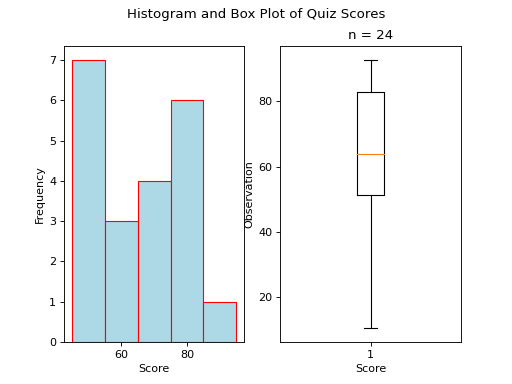 Histogram and Box Plot of Quiz Scores
n = 24
7
6
5
4
3
2
1
0
Frequency
60
80
Score
80
60
40
20
Observation
1
Score